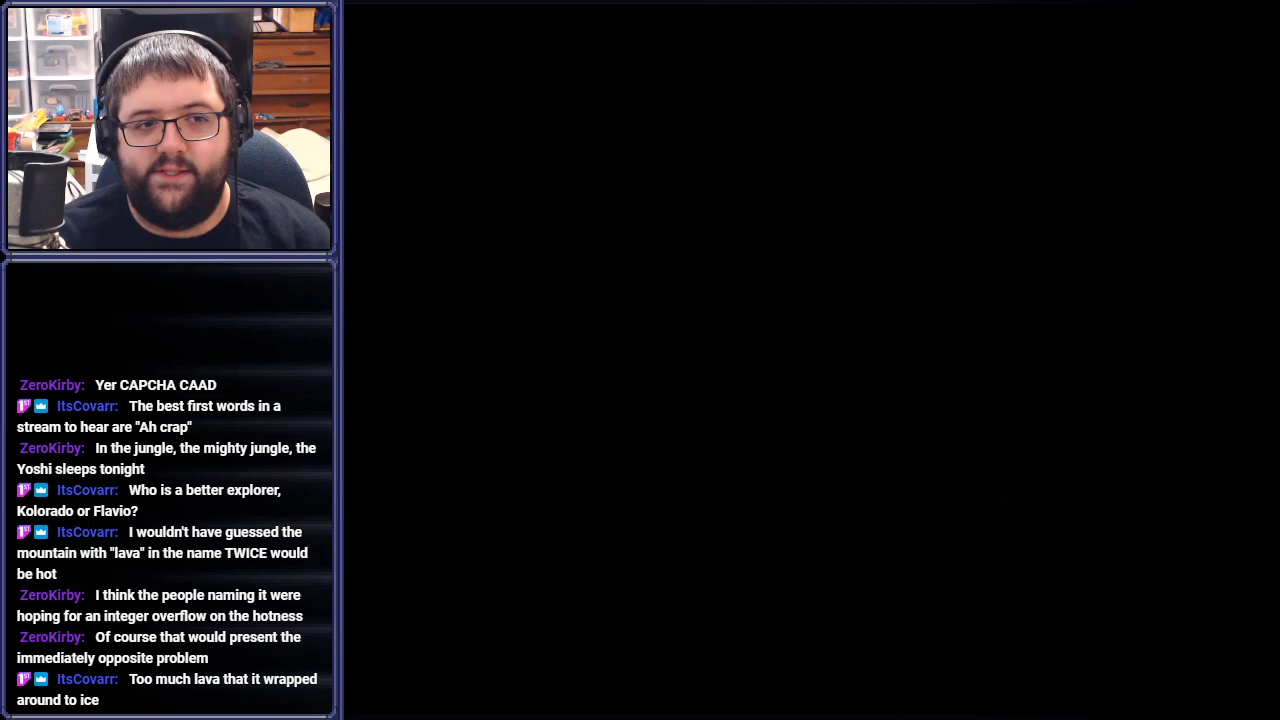 ZeroKirby: Yer CAPCHA CAAD
1ST ItsCovarr: The best first words in a
stream to hear are "Ah crap"
ZeroKirby: In the jungle, the mighty jungle, the
Yoshi sleeps tonight
1ST ItsCovarr: Who is a better explorer,
Kolorado or Flavio?
1ST ItsCovarr: I wouldn't have guessed the
mountain with "lava" in the name TWICE would
be hot
ZeroKirby: I think the people naming it were
hoping for an integer overflow on the hotness
ZeroKirby: Of course that would present the
immediately opposite problem
1ST ItsCovarr: Too much lava that it wrapped
around to ice